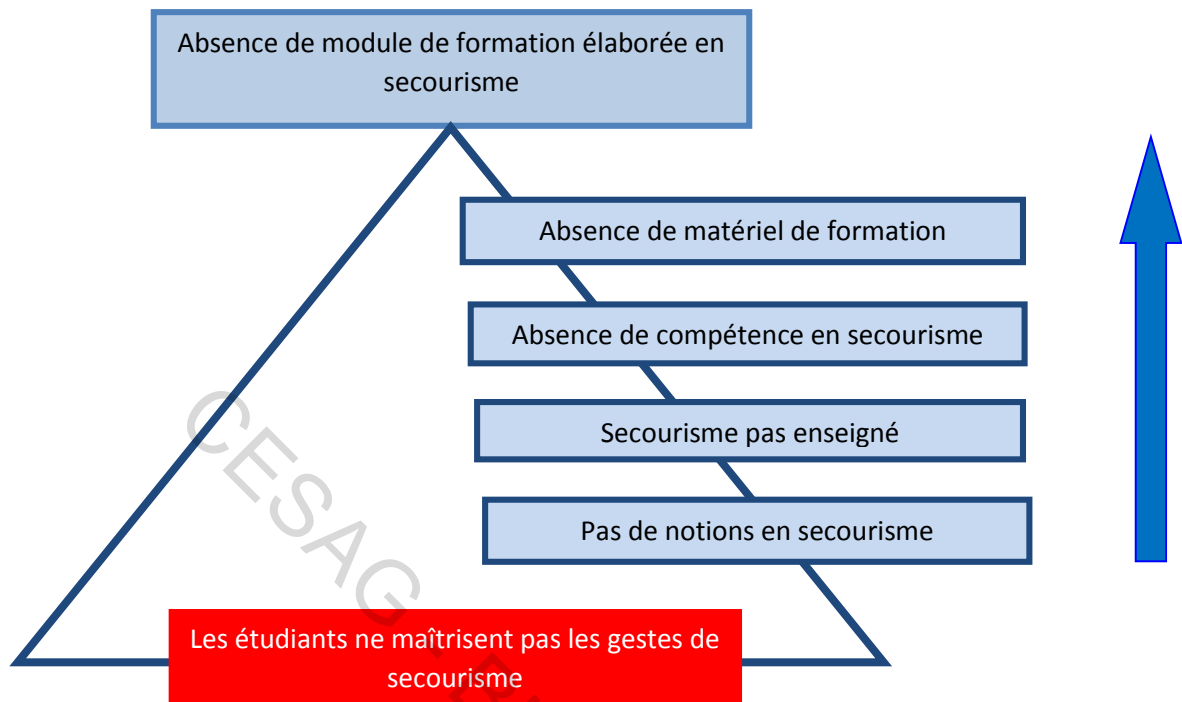 Absence de module de formation élaborée en
secourisme
Absence de matériel de formation
Absence de compétence en secourisme
Secourisme pas enseigné
Pas de notions en secourisme
Les étudiants ne maîtrisent pas les gestes de
secourisme
CESAG - B